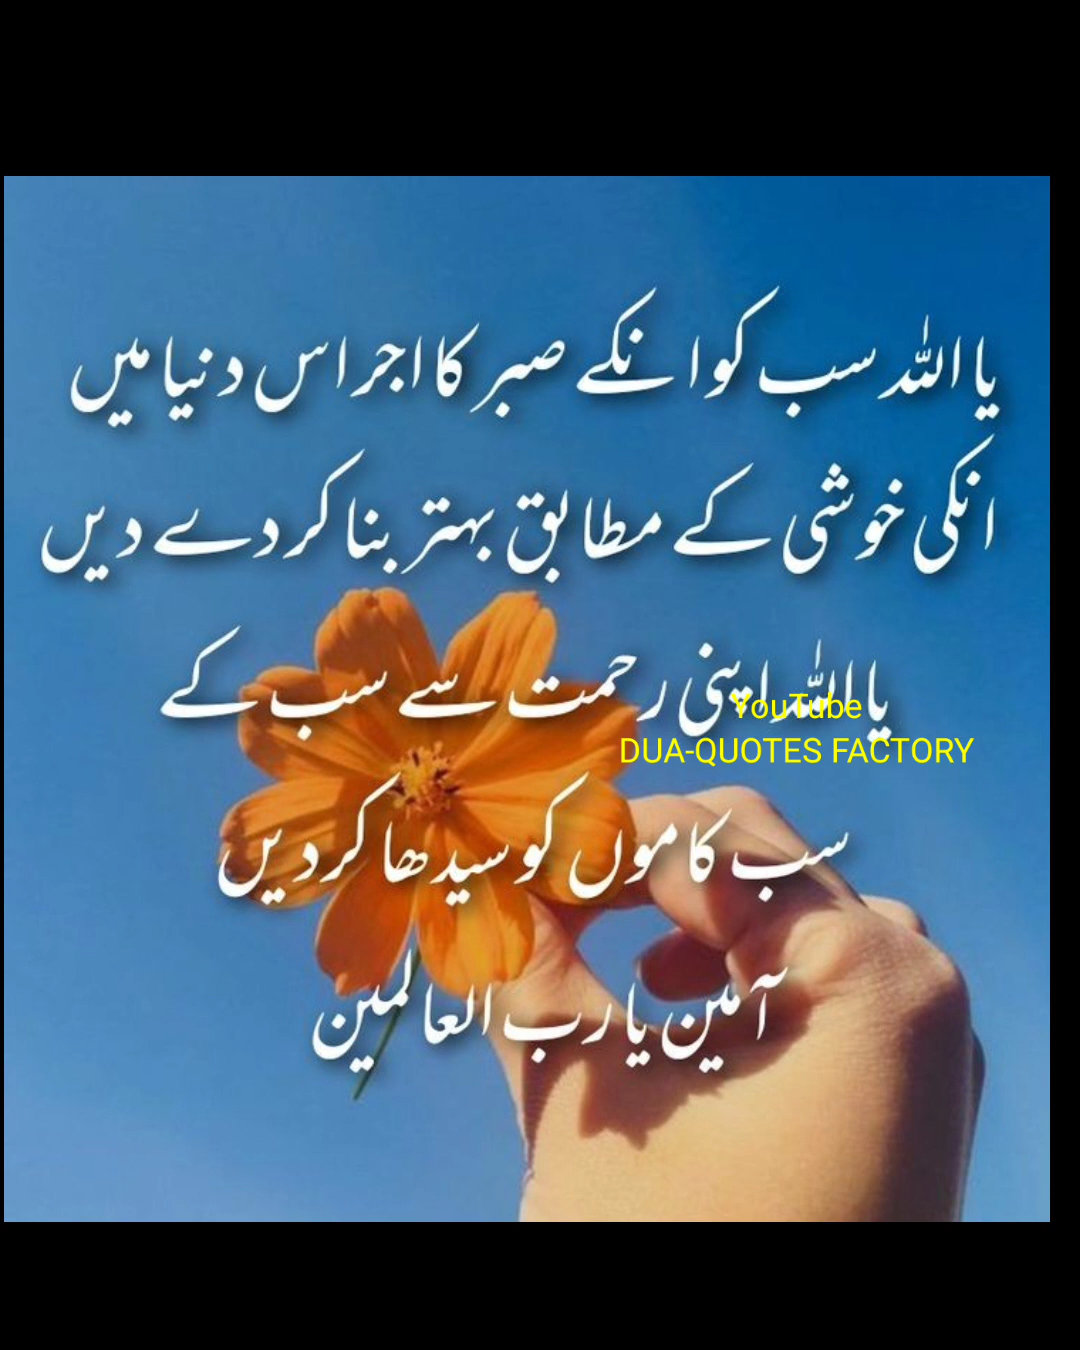 یا اللہ سب کو انکے صبر کا اجر اس دنیا میں
انکی خوشی کے مطابق بہتر بنا کر دے دیں
یا اللہ اپنی رحمت سے سب کے
YouTube
DUA-QUOTES FACTORY
سب کاموں کو سیدھا کردیں
آمین یا رب العالمین